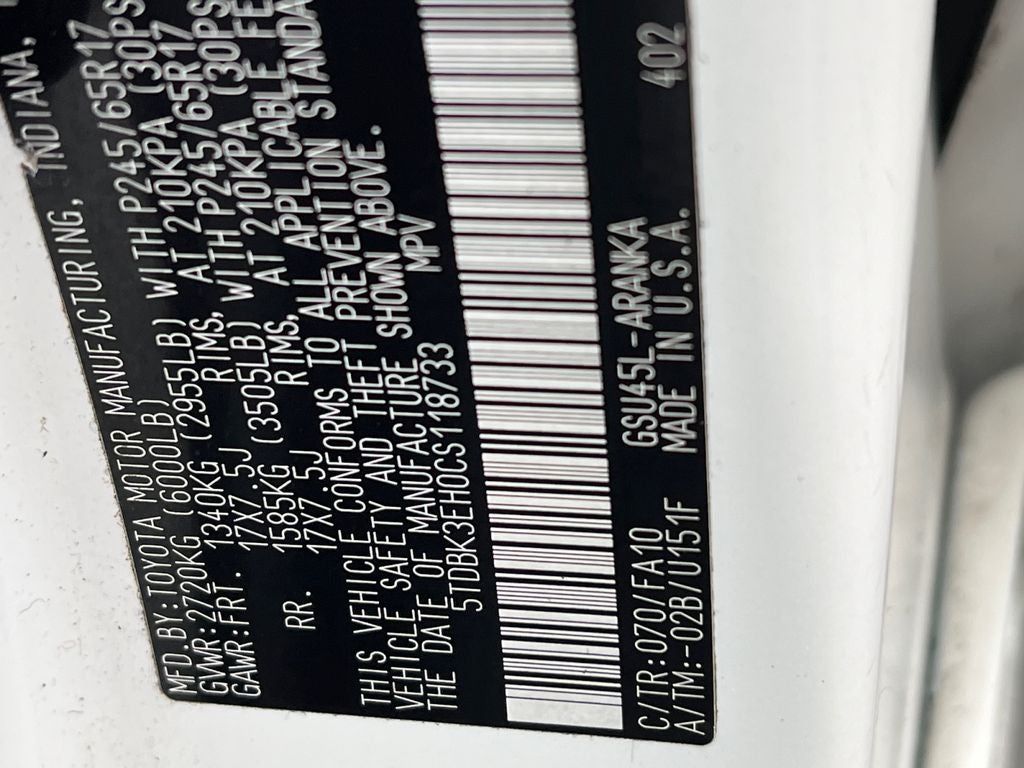 MFD.BY:TOYOTA MOTOR MANUFACTURING, INDIANA,
GVWR:2720KG (6000LB)
GAWR:FRT. 1340KG (2955LB) WITH P245/65R17
17X7.5J RIMS, AT 210KPA (30PS
RR. 1585KG (3505LB) WITH P245/65R17
17X7.5J RIMS, AT 210KPA (30PS
THIS VEHICLE CONFORMS TO ALL APPLICABLE FE
VEHICLE SAFETY AND THEFT PREVENTION STANDA
THE DATE OF MANUFACTURE SHOWN ABOVE.
5TDBK3EH0CS118733 MPV
C/TR:070/FA10 GSU45L-ARANKA 402
A/TM:-02B/U151F MADE IN U.S.A.